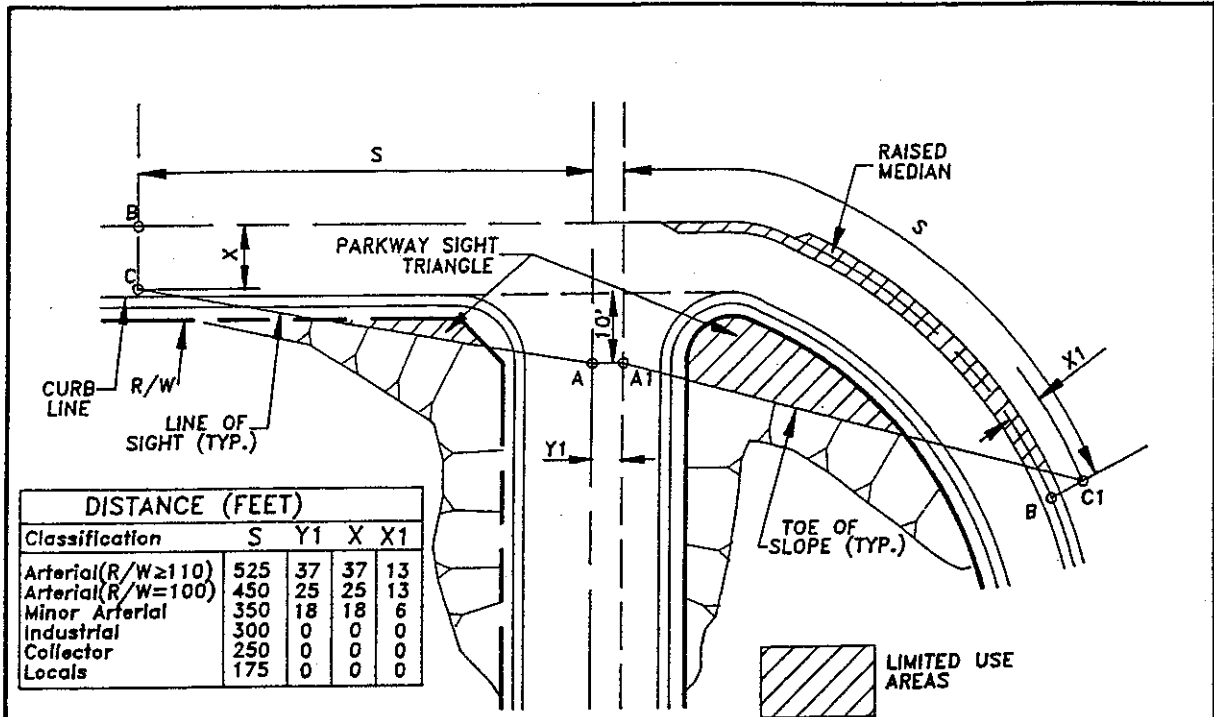 S
RAISED
MEDIAN
B
S
X
PARKWAY SIGHT
TRIANGLE
C
10'
CURB
LINE
R/W
LINE OF
SIGHT (TYP.)
A
A1
X1
Y1
B
C1
TOE OF
SLOPE (TYP.)
DISTANCE (FEET)
Classification S Y1 X X1
Arterial(R/W≥110) 525 37 37 13
Arterial(R/W=100) 450 25 25 13
Minor Arterial 350 18 18 6
Industrial 300 0 0 0
Collector 250 0 0 0
Locals 175 0 0 0
LIMITED USE
AREAS